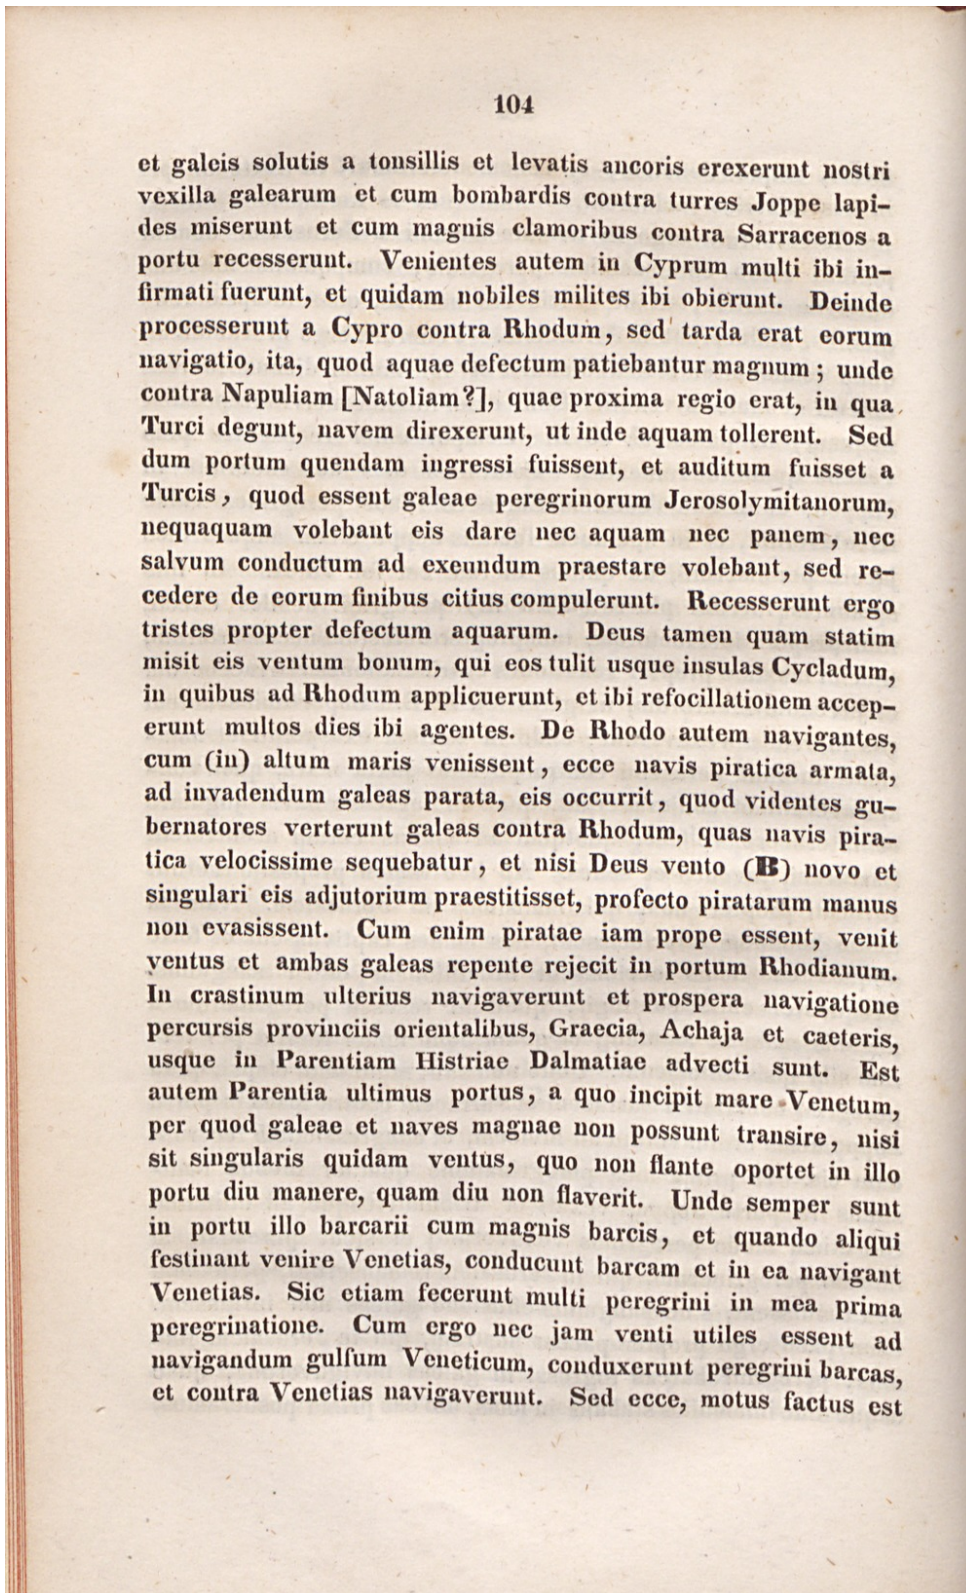 104
et galeis solutis a tonsillis et levatis ancoris erexerunt nostri
vexilla galearum et cum bombardis contra turres Joppe lapi–
des miserunt et cum magnis clamoribus contra Sarracenos a
portu recesserunt. Venientes autem in Cyprum multi ibi in–
firmati fuerunt, et quidam nobiles milites ibi obierunt. Deinde
processerunt a Cypro contra Rhodum, sed tarda erat eorum
navigatio, ita, quod aquae defectum patiebantur magnum; unde
contra Napuliam [Natoliam?], quae proxima regio erat, in qua
Turci degunt, navem direxerunt, ut inde aquam tollerent. Sed
dum portum quendam ingressi fuissent, et auditum fuisset a
Turcis, quod essent galeae peregrinorum Jerosolymitanorum,
nequaquam volebant eis dare nec aquam nec panem, nec
salvum conductum ad exeundum praestare volebant, sed re–
cedere de eorum finibus citius compulerunt. Recesserunt ergo
tristes propter defectum aquarum. Deus tamen quam statim
misit eis ventum bonum, qui eos tulit usque insulas Cycladum,
in quibus ad Rhodum applicuerunt, et ibi refocillationem accep–
erunt multos dies ibi agentes. De Rhodo autem navigantes,
cum (in) altum maris venissent, ecce navis piratica armata,
ad invadendum galeas parata, eis occurrit, quod videntes gu–
bernatores verterunt galeas contra Rhodum, quas navis pira–
tica velocissime sequebatur, et nisi Deus vento (B) novo et
singulari eis adjutorium praestitisset, profecto piratarum manus
non evasissent. Cum enim piratae iam prope essent, venit
ventus et ambas galeas repente rejecit in portum Rhodianum.
In crastinum ulterius navigaverunt et prospera navigatione
percursis provinciis orientalibus, Graecia, Achaja et caeteris,
usque in Parentiam Histriae Dalmatiae advecti sunt. Est
autem Parentia ultimus portus, a quo incipit mare Venetum,
per quod galeae et naves magnae non possunt transire, nisi
sit singularis quidam ventus, quo non flante oportet in illo
portu diu manere, quam diu non flaverit. Unde semper sunt
in portu illo barcarii cum magnis barcis, et quando aliqui
festinant venire Venetias, conducunt barcam et in ea navigant
Venetias. Sic etiam fecerunt multi peregrini in mea prima
peregrinatione. Cum ergo nec jam venti utiles essent ad
navigandum gulfum Veneticum, conduxerunt peregrini barcas,
et contra Venetias navigaverunt. Sed ecce, motus factus est